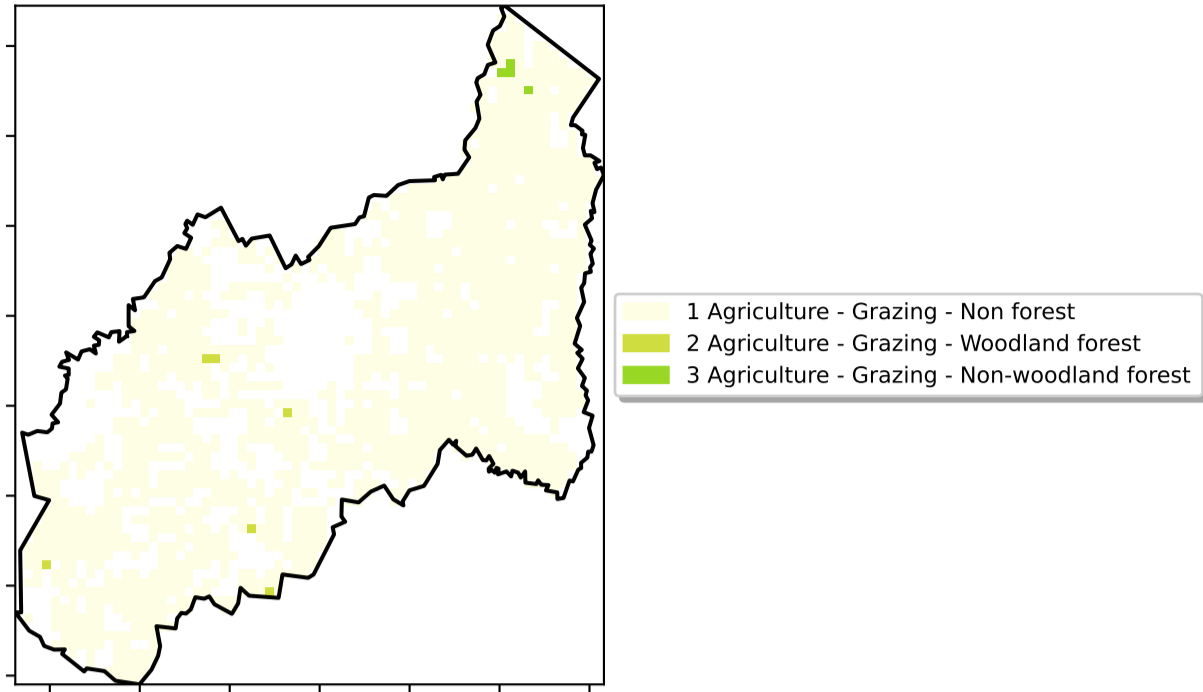 1 Agriculture - Grazing - Non forest
2 Agriculture - Grazing - Woodland forest
3 Agriculture - Grazing - Non-woodland forest